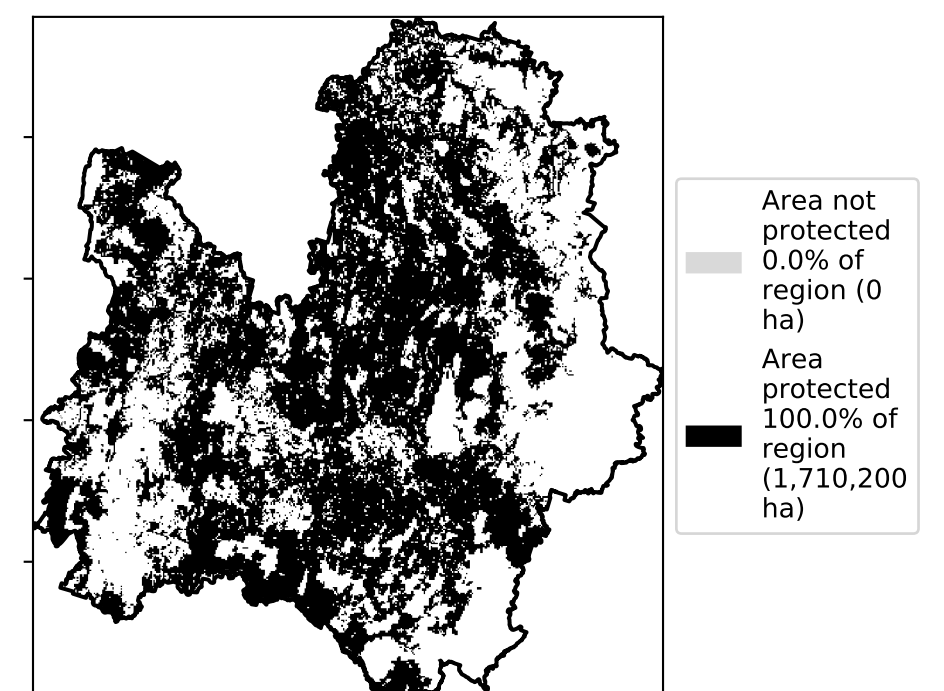 Area not
protected
0.0% of
region (0
ha)
Area
protected
100.0% of
region
(1,710,200
ha)